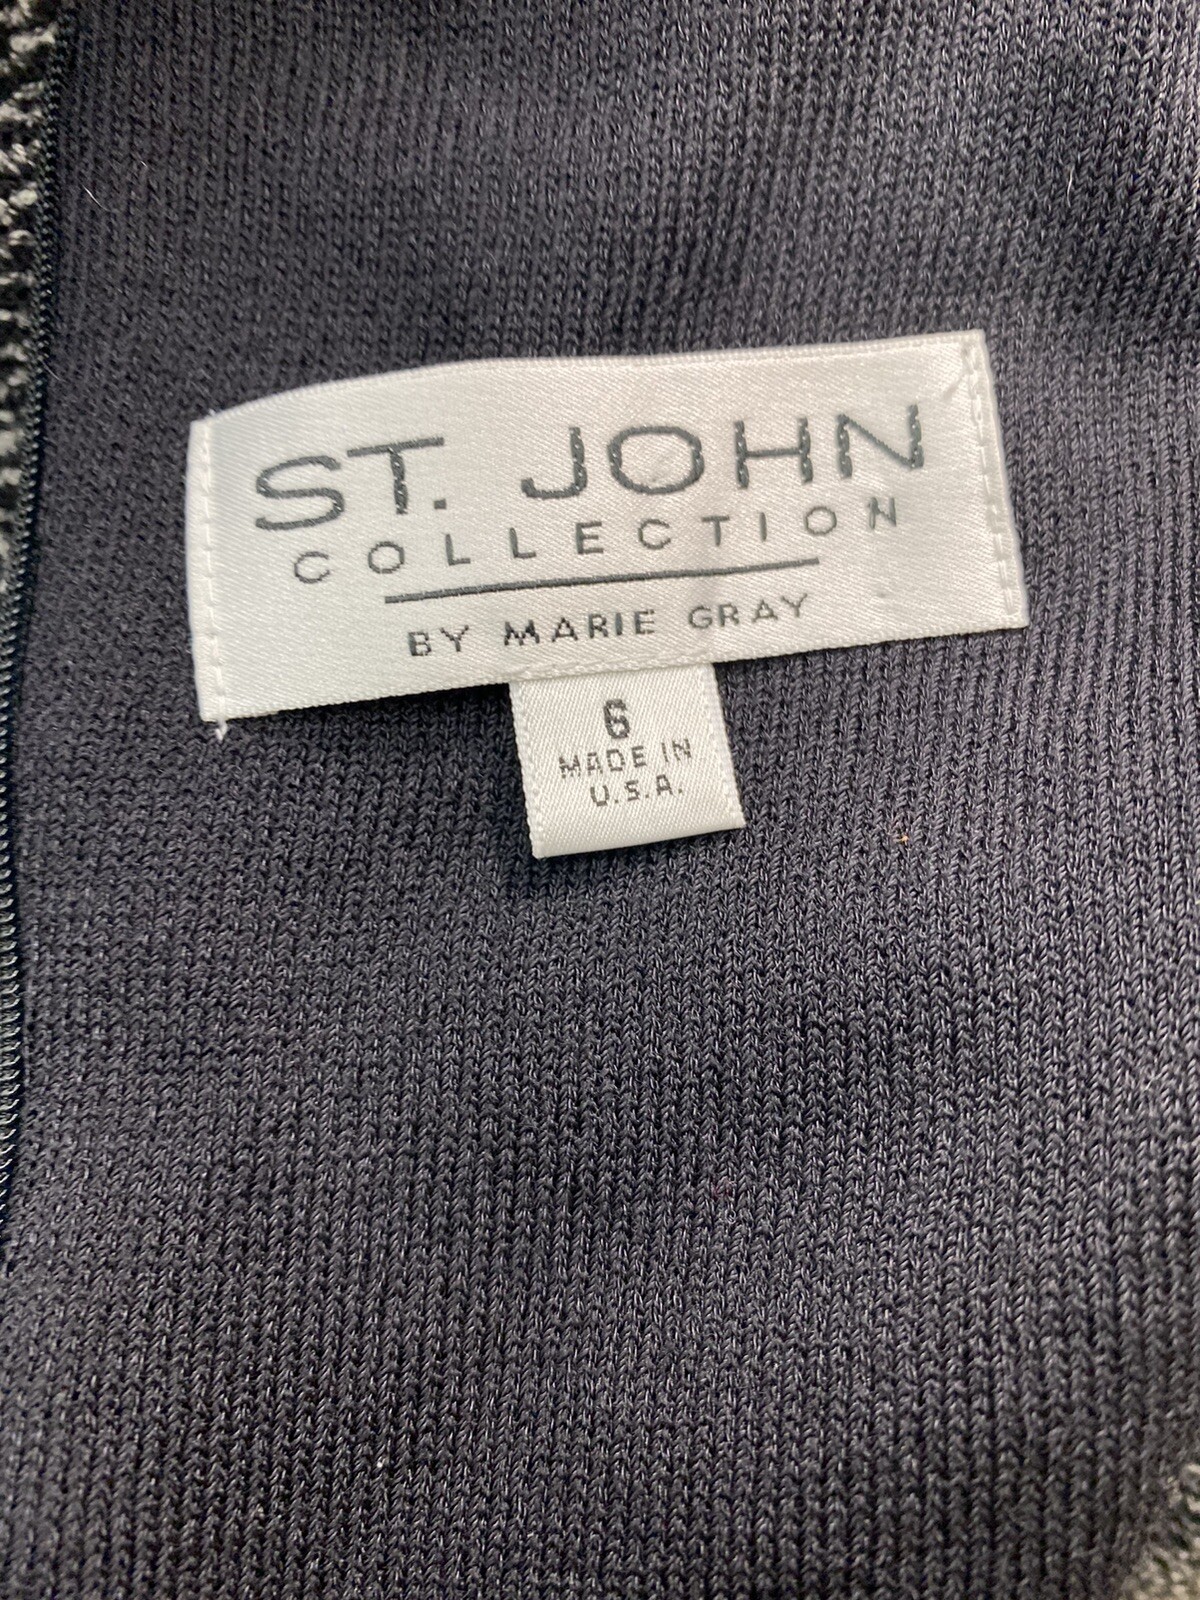 ST. JOHN
COLLECTION
BY MARIE GRAY
6
MADE IN
U.S.A.